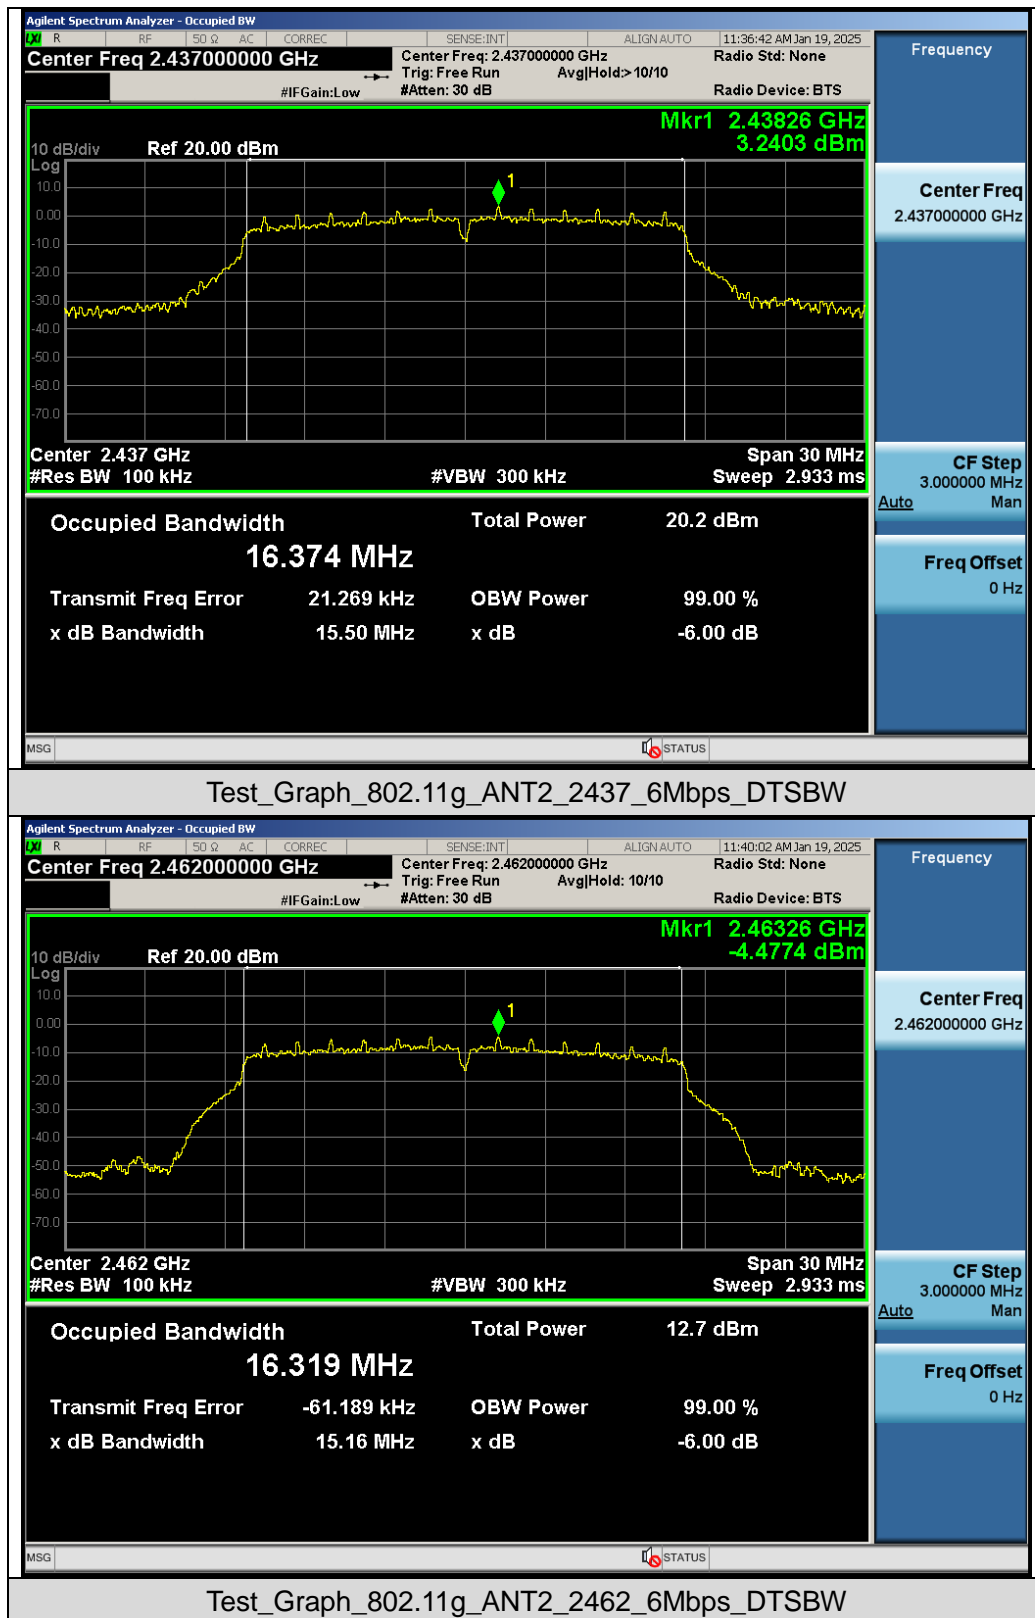 Agilent Spectrum Analyzer - Occupied BW
LXI R RF 50 Ω AC CORREC SENSE:INT ALIGN AUTO 11:36:42 AM Jan 19, 2025
Center Freq 2.437000000 GHz
Center Freq: 2.437000000 GHz Radio Std: None
Trig: Free Run Avg|Hold:> 10/10
#IFGain:Low #Atten: 30 dB Radio Device: BTS
Frequency
Mkr1 2.43826 GHz
3.2403 dBm
10 dB/div Ref 20.00 dBm
Log
10.0
0.00
-10.0
-20.0
-30.0
-40.0
-50.0
-60.0
-70.0
1
Center 2.437 GHz Span 30 MHz
#Res BW 100 kHz #VBW 300 kHz Sweep 2.933 ms
Center Freq
2.437000000 GHz
CF Step
3.000000 MHz
Auto Man
Freq Offset
0 Hz
Occupied Bandwidth Total Power 20.2 dBm
16.374 MHz
Transmit Freq Error 21.269 kHz OBW Power 99.00 %
x dB Bandwidth 15.50 MHz x dB -6.00 dB
MSG STATUS
Test_Graph_802.11g_ANT2_2437_6Mbps_DTSBW
Agilent Spectrum Analyzer - Occupied BW
LXI R RF 50 Ω AC CORREC SENSE:INT ALIGN AUTO 11:40:02 AM Jan 19, 2025
Center Freq 2.462000000 GHz
Center Freq: 2.462000000 GHz Radio Std: None
Trig: Free Run Avg|Hold: 10/10
#IFGain:Low #Atten: 30 dB Radio Device: BTS
Frequency
Mkr1 2.46326 GHz
-4.4774 dBm
10 dB/div Ref 20.00 dBm
Log
10.0
0.00
-10.0
-20.0
-30.0
-40.0
-50.0
-60.0
-70.0
1
Center 2.462 GHz Span 30 MHz
#Res BW 100 kHz #VBW 300 kHz Sweep 2.933 ms
Center Freq
2.462000000 GHz
CF Step
3.000000 MHz
Auto Man
Freq Offset
0 Hz
Occupied Bandwidth Total Power 12.7 dBm
16.319 MHz
Transmit Freq Error -61.189 kHz OBW Power 99.00 %
x dB Bandwidth 15.16 MHz x dB -6.00 dB
MSG STATUS
Test_Graph_802.11g_ANT2_2462_6Mbps_DTSBW